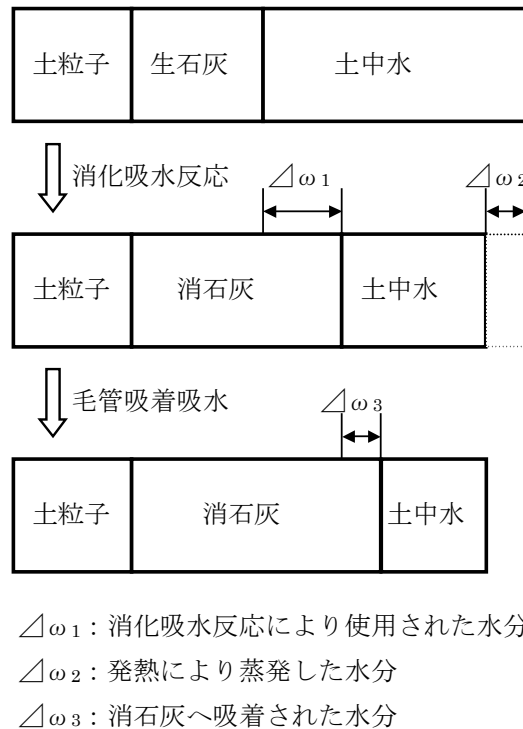 土粒子 生石灰 土中水
消化吸水反応 ⊿ω1 ⊿ω2
土粒子 消石灰 土中水
毛管吸着吸水 ⊿ω3
土粒子 消石灰 土中水
⊿ω1：消化吸水反応により使用された水分
⊿ω2：発熱により蒸発した水分
⊿ω3：消石灰へ吸着された水分